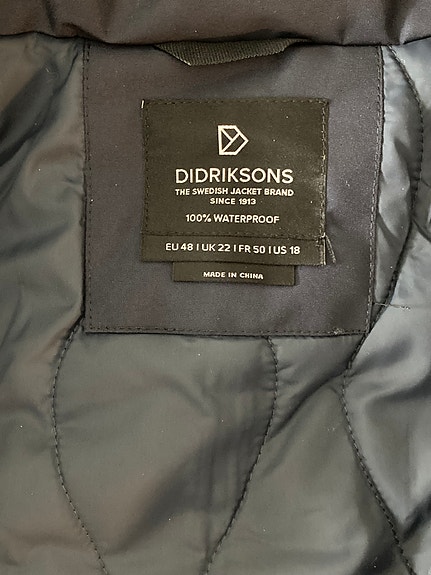 DIDRIKSONS
THE SWEDISH JACKET BRAND
SINCE 1913
100% WATERPROOF
EU 48 I UK 22 I FR 50 I US 18
MADE IN CHINA